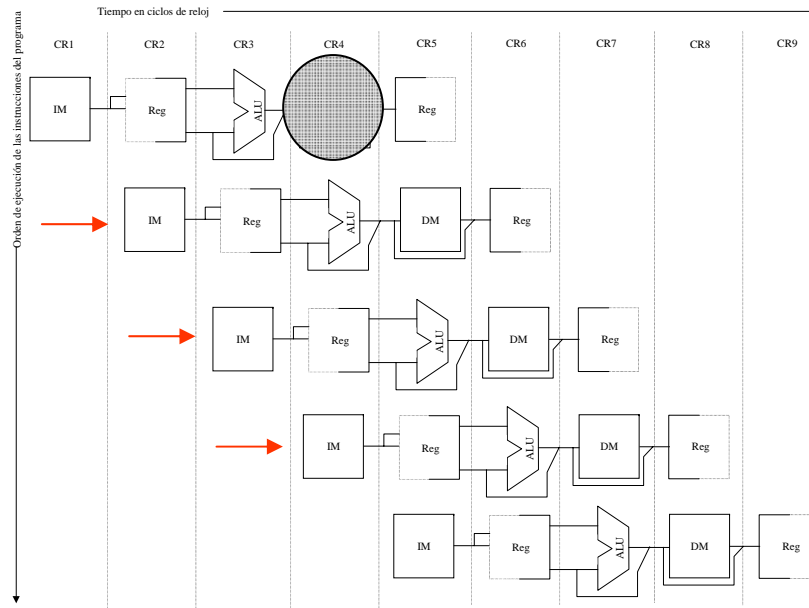 Tiempo en ciclos de reloj
Orden de ejecución de las instrucciones del programa
CR1 CR2 CR3 CR4 CR5 CR6 CR7 CR8 CR9
IM Reg ALU Reg
IM Reg ALU DM Reg
IM Reg ALU DM Reg
IM Reg ALU DM Reg
IM Reg ALU DM Reg